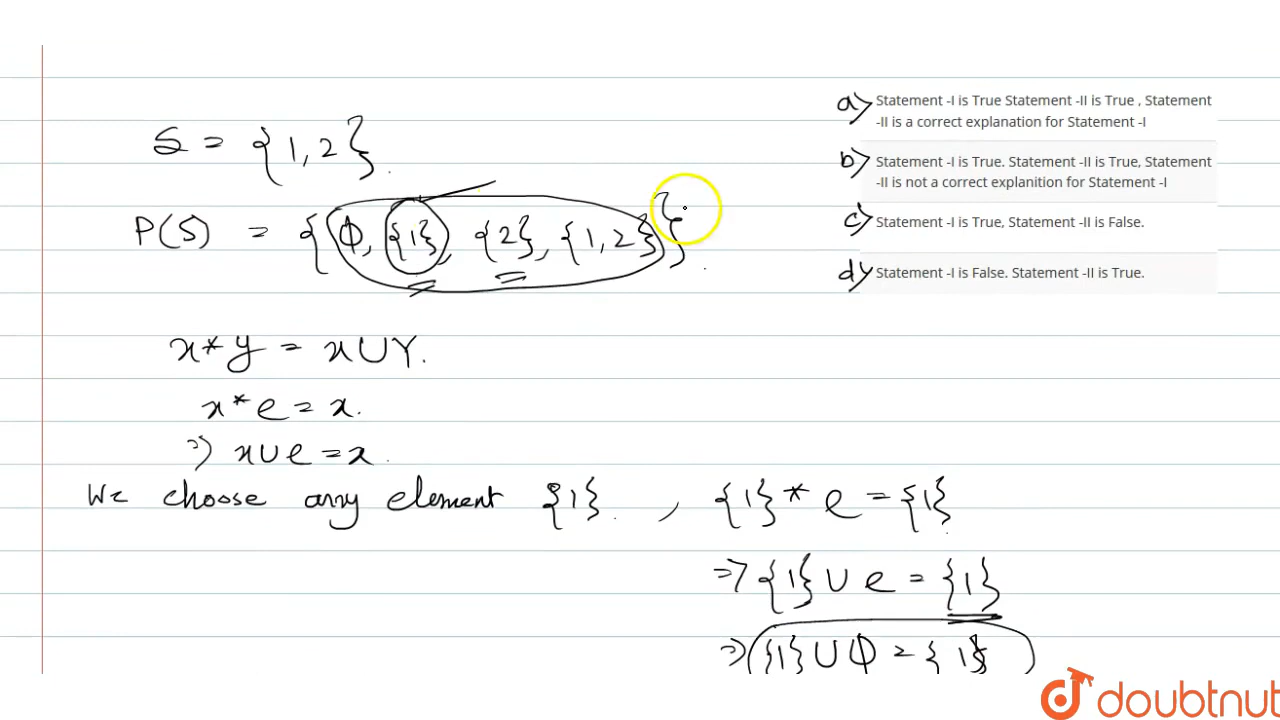 S = {1, 2}.
P(S) = {ϕ, {1}, {2}, {1, 2}}.
x * y = x ∪ Y.
x * e = x.
⇒ x ∪ e = x.
We choose any element {1}. , {1} * e = {1}.
⇒ {1} ∪ e = {1}
⇒ {1} ∪ ϕ = {1}
a) Statement -I is True Statement -II is True , Statement
-II is a correct explanation for Statement -I
b) Statement -I is True. Statement -II is True, Statement
-II is not a correct explanition for Statement -I
c) Statement -I is True, Statement -II is False.
d) Statement -I is False. Statement -II is True.
doubtnut